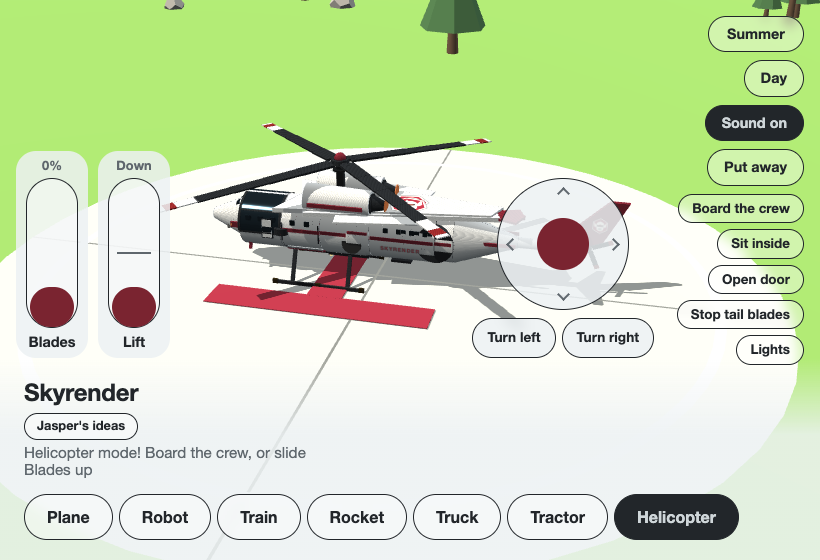 Summer
Day
Sound on
Put away
Board the crew
Sit inside
Open door
Stop tail blades
Lights
0%
Blades
Down
Lift
SKYRENDER
Turn left
Turn right
Skyrender
Jasper's ideas
Helicopter mode! Board the crew, or slide
Blades up
Plane
Robot
Train
Rocket
Truck
Tractor
Helicopter